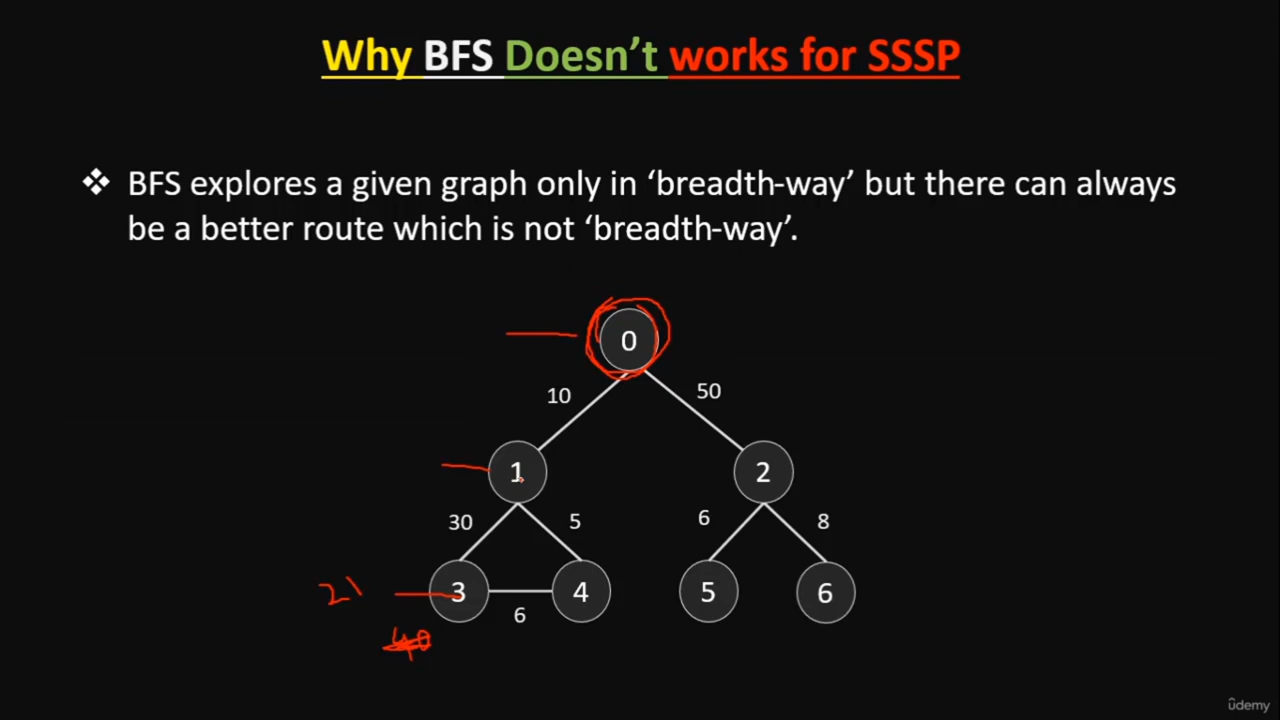 Why BFS Doesn't works for SSSP
❖ BFS explores a given graph only in ‘breadth-way’ but there can always
be a better route which is not ‘breadth-way’.
0
10 50
1 2
30 5 6 8
21 3 4 5 6
6
40
ûdemy